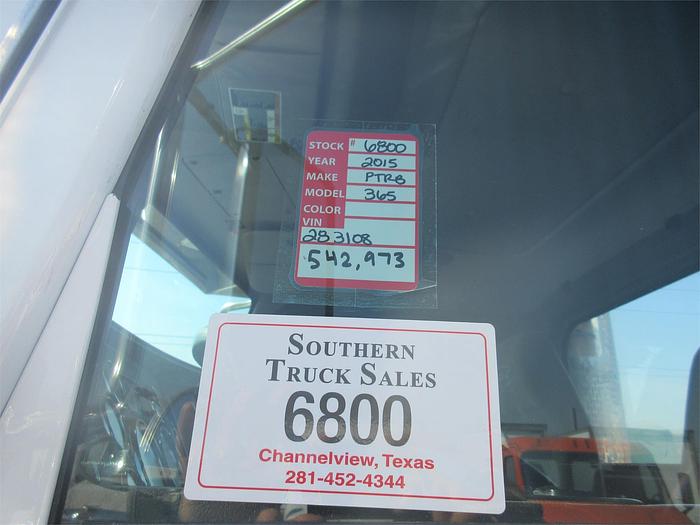 STOCK # 6800
YEAR 2015
MAKE PTRB
MODEL 365
COLOR
VIN
283108
542,973
SOUTHERN
TRUCK SALES
6800
Channelview, Texas
281-452-4344